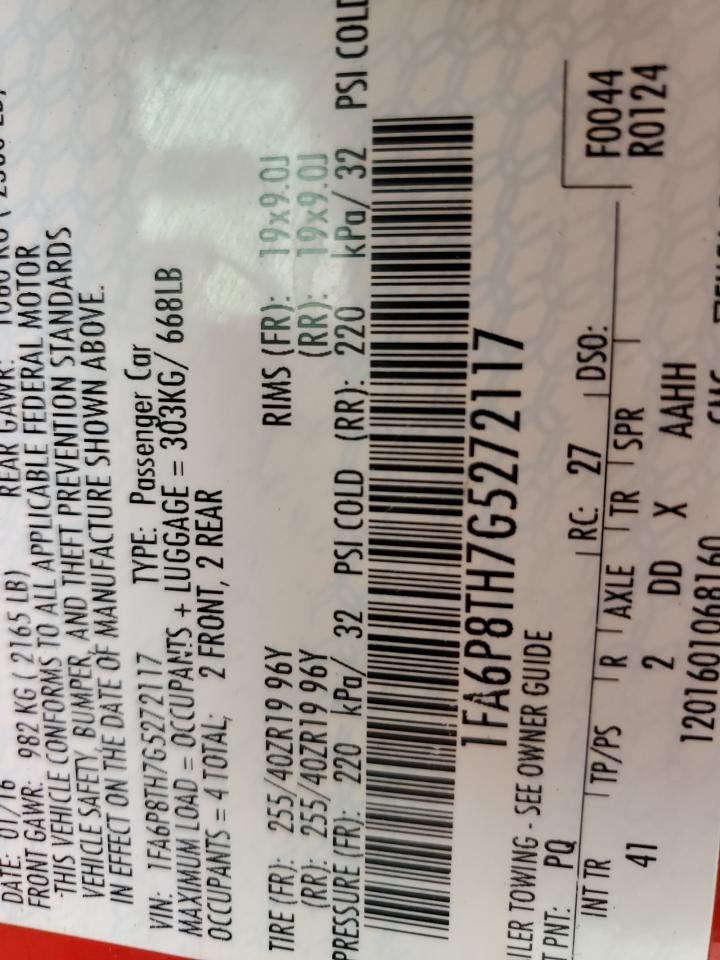 DATE: 01/16
FRONT GAWR: 982 KG ( 2165 LB) REAR GAWR:
THIS VEHICLE CONFORMS TO ALL APPLICABLE FEDERAL MOTOR
VEHICLE SAFETY, BUMPER, AND THEFT PREVENTION STANDARDS
IN EFFECT ON THE DATE OF MANUFACTURE SHOWN ABOVE.
VIN: 1FA6P8TH7G5272117 TYPE: Passenger Car
MAXIMUM LOAD = OCCUPANTS + LUGGAGE = 303KG/ 668LB
OCCUPANTS = 4 TOTAL; 2 FRONT, 2 REAR
TIRE (FR): 255/40ZR19 96Y RIMS (FR): 19x9.0J
(RR): 255/40ZR19 96Y (RR): 19x9.0J
PRESSURE (FR): 220 kPa/ 32 PSI COLD (RR): 220 kPa/ 32 PSI COLD
1FA6P8TH7G5272117
TOWING - SEE OWNER GUIDE
PNT: PQ RC: 27 DSO:
F0044
R0124
INT TR TP/PS R AXLE TR SPR
41 2 DD X AAHH
1201601068160